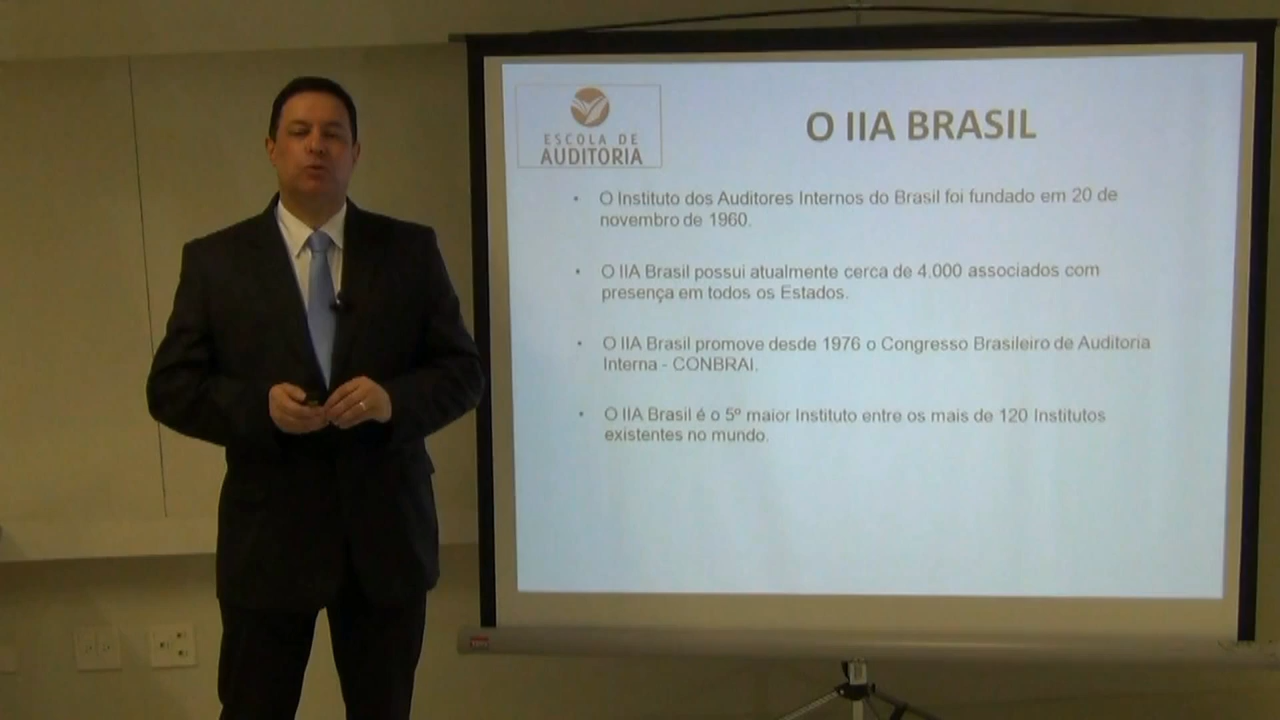 ESCOLA DE
AUDITORIA
O IIA BRASIL
• O Instituto dos Auditores Internos do Brasil foi fundado em 20 de
novembro de 1960.
• O IIA Brasil possui atualmente cerca de 4.000 associados com
presença em todos os Estados.
• O IIA Brasil promove desde 1976 o Congresso Brasileiro de Auditoria
Interna - CONBRAI.
• O IIA Brasil é o 5º maior Instituto entre os mais de 120 Institutos
existentes no mundo.